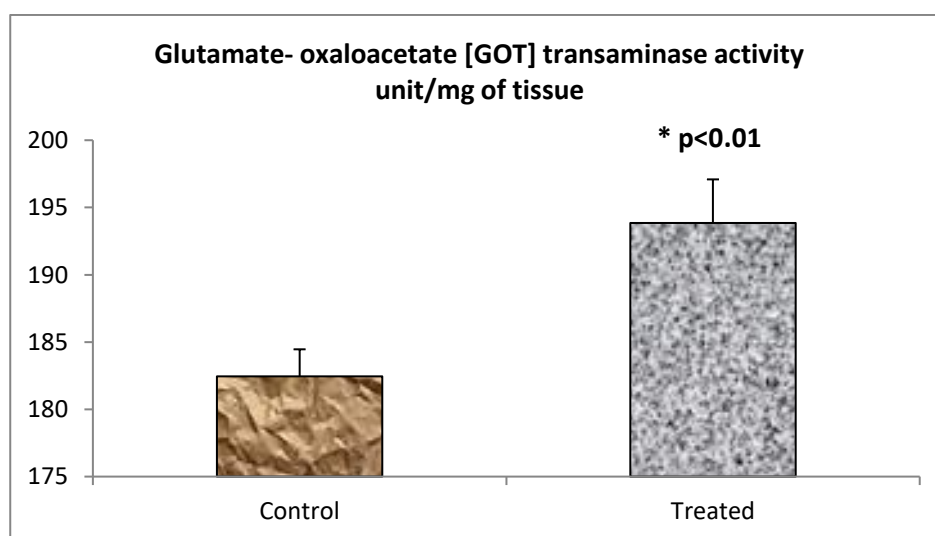 Glutamate- oxaloacetate [GOT] transaminase activity
unit/mg of tissue
* p<0.01
200
195
190
185
180
175
Control
Treated